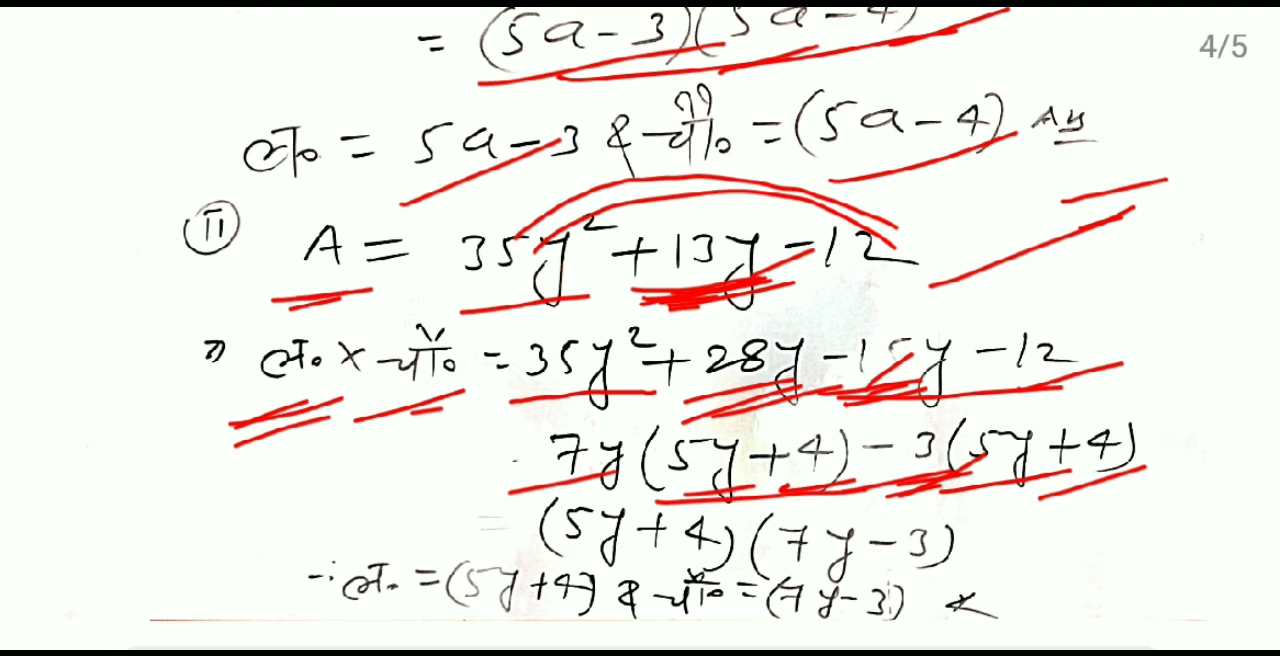 = (5a-3)(5a-4)
4/5
ल० = 5a-3 & चौ० = (5a-4) Ans
(ii) A = 35y²+13y-12
⇒ ल० × चौ० = 35y²+28y-15y-12
7y(5y+4)-3(5y+4)
= (5y+4)(7y-3)
∴ ल० = (5y+4) & चौ० = (7y-3)